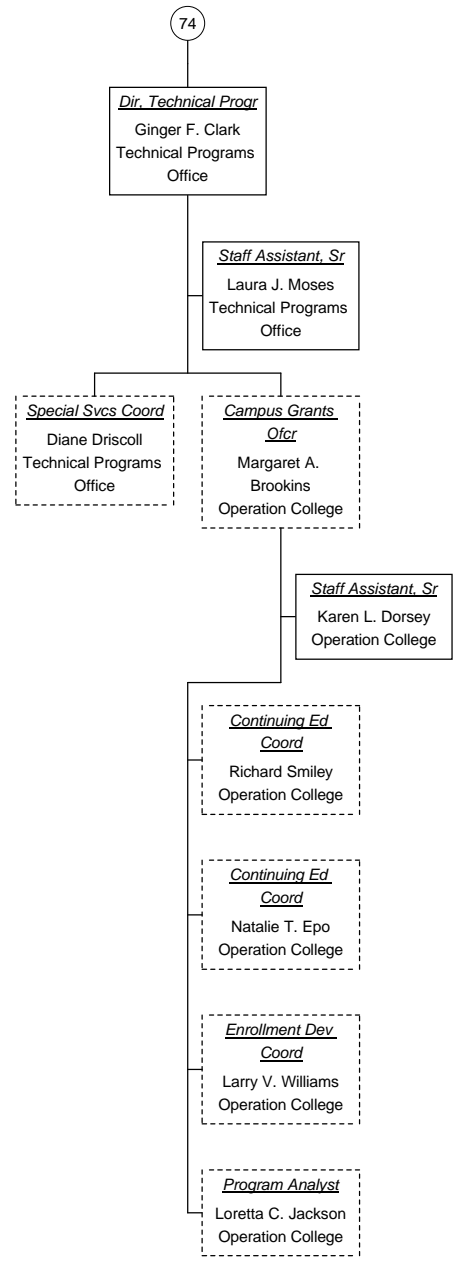 74
Dir, Technical Progr
Ginger F. Clark
Technical Programs
Office
Staff Assistant, Sr
Laura J. Moses
Technical Programs
Office
Special Svcs Coord
Diane Driscoll
Technical Programs
Office
Campus Grants
Ofcr
Margaret A.
Brookins
Operation College
Staff Assistant, Sr
Karen L. Dorsey
Operation College
Continuing Ed
Coord
Richard Smiley
Operation College
Continuing Ed
Coord
Natalie T. Epo
Operation College
Enrollment Dev
Coord
Larry V. Williams
Operation College
Program Analyst
Loretta C. Jackson
Operation College